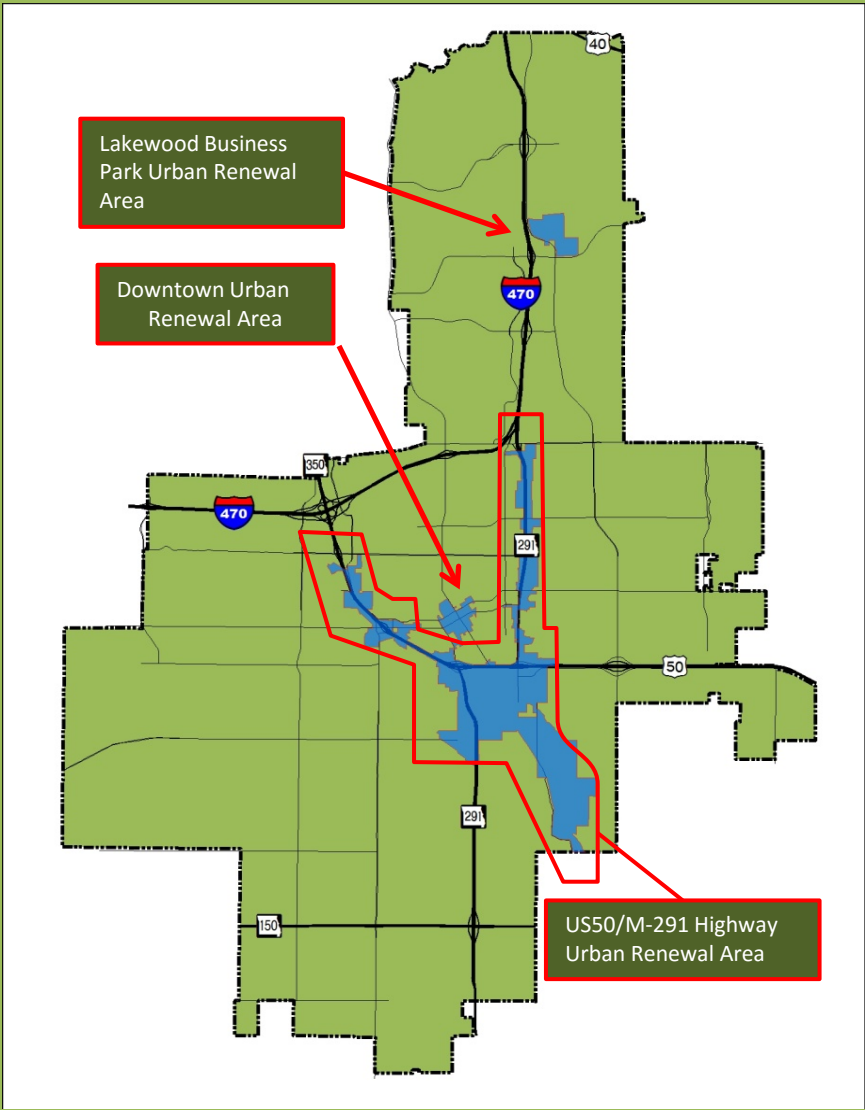 40
Lakewood Business
Park Urban Renewal
Area
Downtown Urban
Renewal Area
470
350
470
291
50
291
150
US50/M-291 Highway
Urban Renewal Area